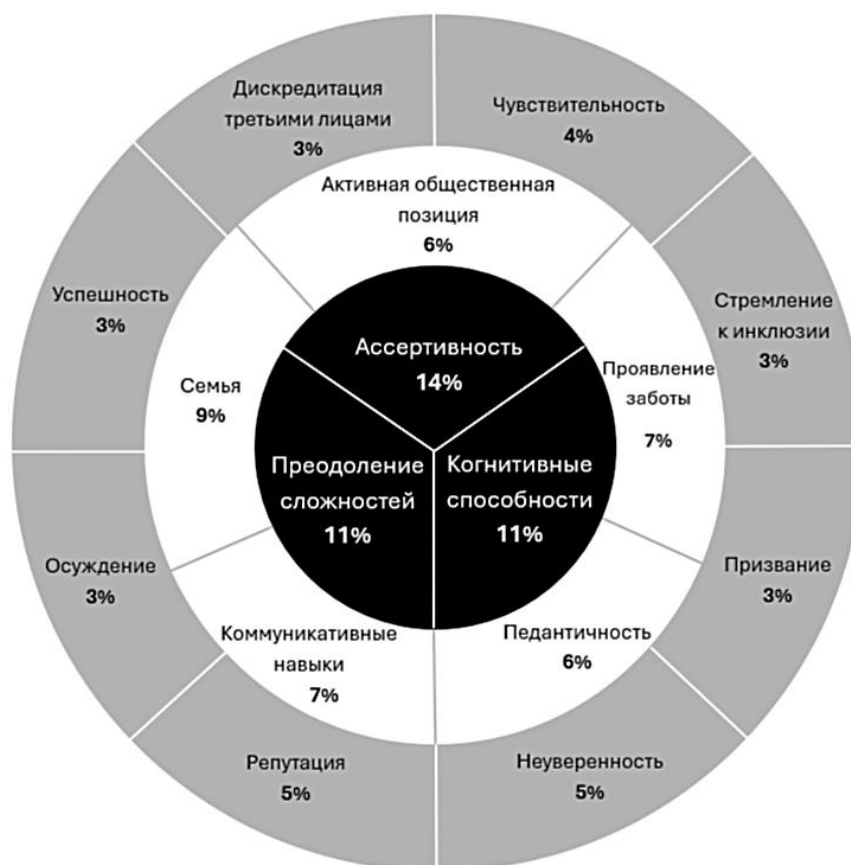 Дискредитация
третьими лицами
3%
Чувствительность
4%
Активная общественная
позиция
6%
Успешность
3%
Стремление
к инклюзии
3%
Ассертивность
14%
Семья
9%
Проявление
заботы
7%
Преодоление
сложностей
11%
Когнитивные
способности
11%
Осуждение
3%
Призвание
3%
Коммуникативные
навыки
7%
Педантичность
6%
Репутация
5%
Неуверенность
5%